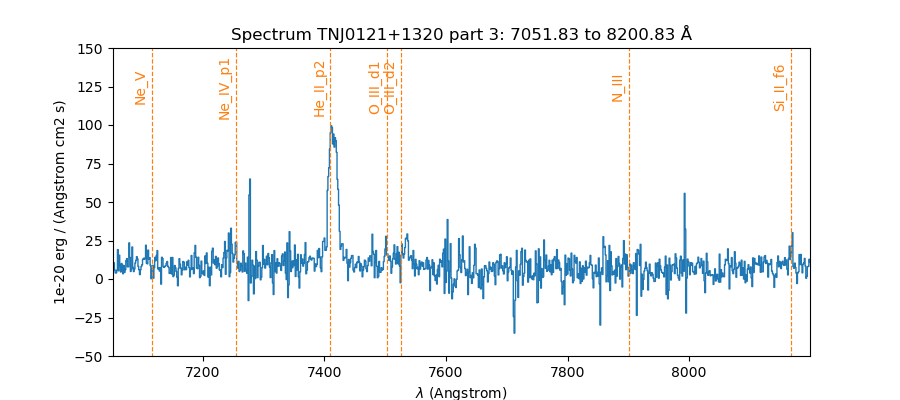 Spectrum TNJ0121+1320 part 3: 7051.83 to 8200.83 Å
150
125
100
75
50
25
0
−25
−50
1e-20 erg / (Angstrom cm2 s)
Ne_V
Ne_IV_p1
He_II_p2
O_III_d1
O_III_d2
N_III
Si_II_f6
7200
7400
7600
7800
8000
λ (Angstrom)